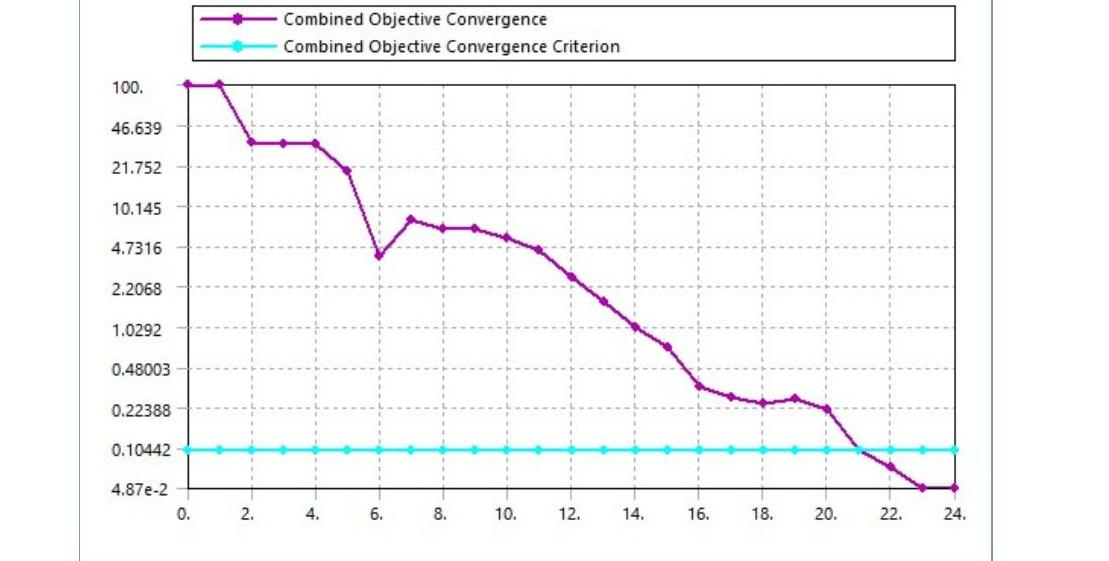 Combined Objective Convergence
Combined Objective Convergence Criterion
100.
46.639
21.752
10.145
4.7316
2.2068
1.0292
0.48003
0.22388
0.10442
4.87e-2
0. 2. 4. 6. 8. 10. 12. 14. 16. 18. 20. 22. 24.